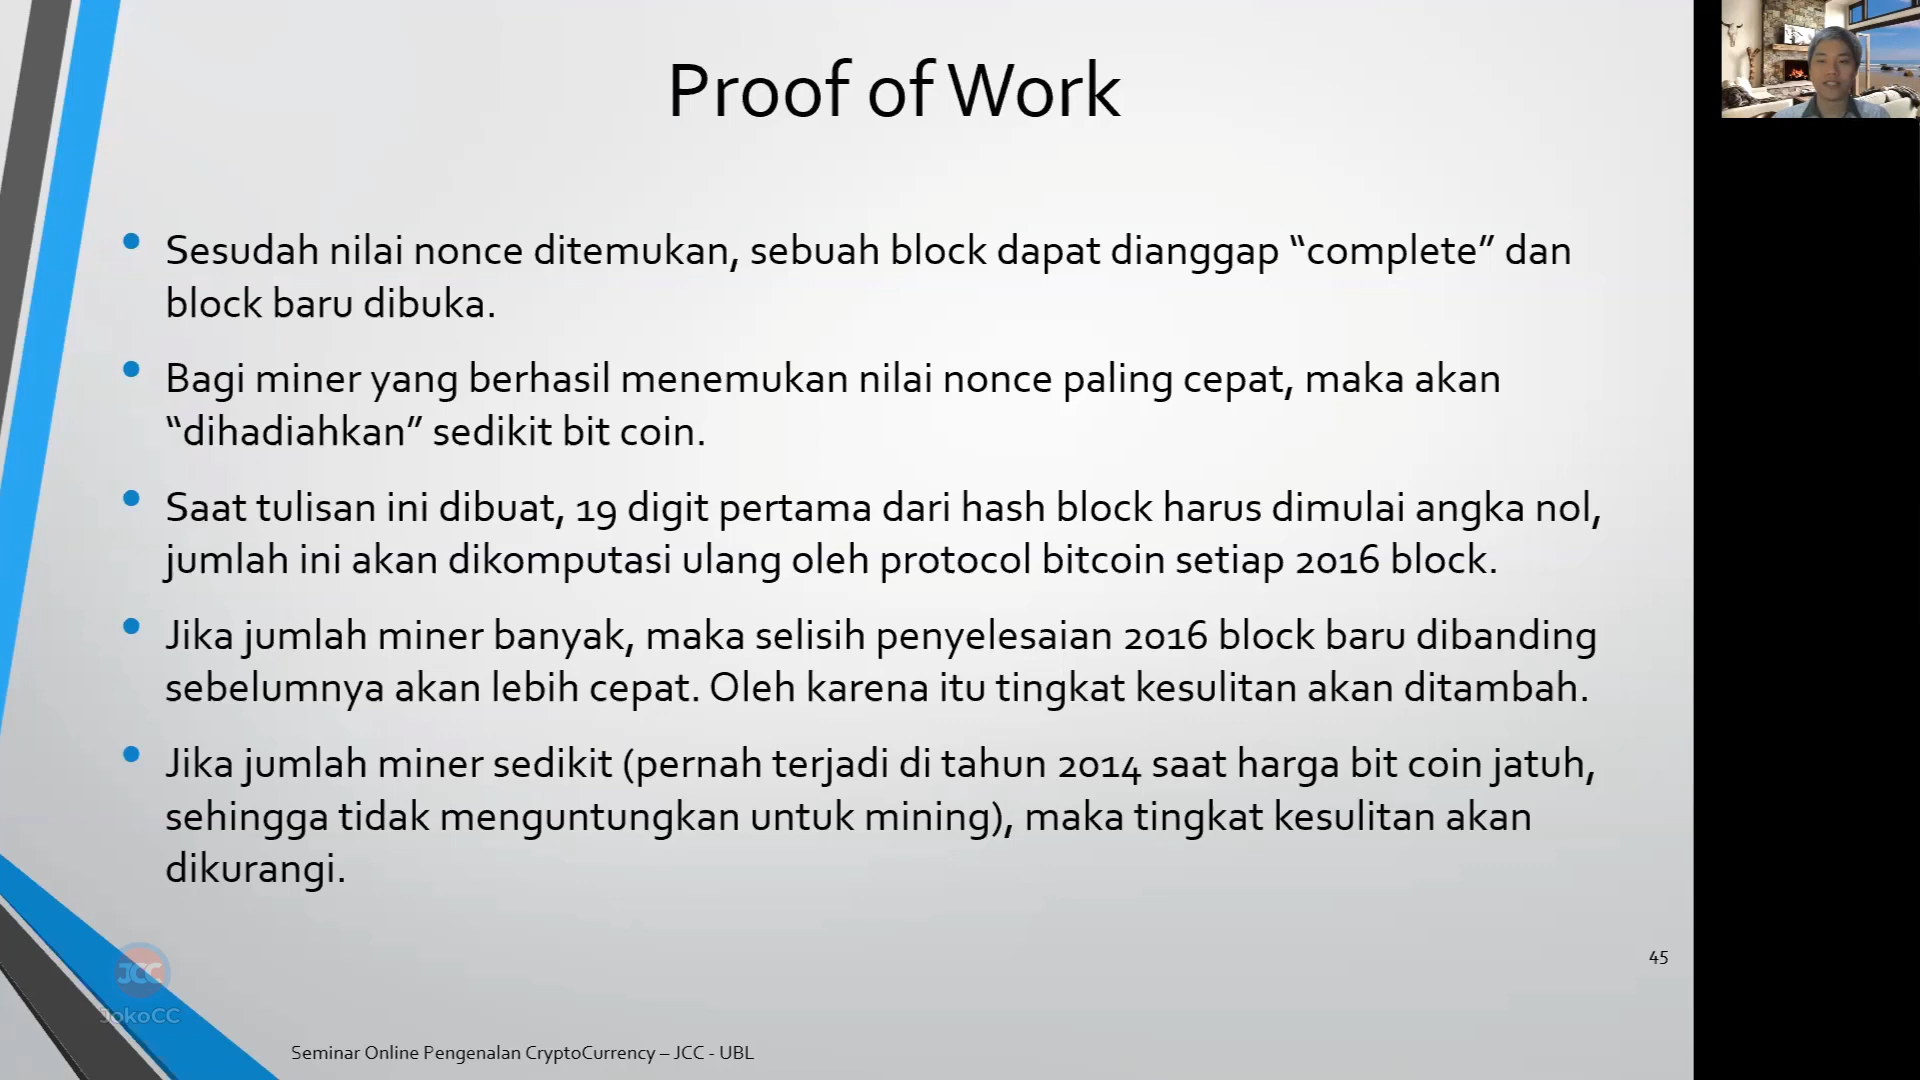 Proof of Work
Sesudah nilai nonce ditemukan, sebuah block dapat dianggap “complete” dan
block baru dibuka.
Bagi miner yang berhasil menemukan nilai nonce paling cepat, maka akan
“dihadiahkan” sedikit bit coin.
Saat tulisan ini dibuat, 19 digit pertama dari hash block harus dimulai angka nol,
jumlah ini akan dikomputasi ulang oleh protocol bitcoin setiap 2016 block.
Jika jumlah miner banyak, maka selisih penyelesaian 2016 block baru dibanding
sebelumnya akan lebih cepat. Oleh karena itu tingkat kesulitan akan ditambah.
Jika jumlah miner sedikit (pernah terjadi di tahun 2014 saat harga bit coin jatuh,
sehingga tidak menguntungkan untuk mining), maka tingkat kesulitan akan
dikurangi.
45
JCC
JokoCC
Seminar Online Pengenalan CryptoCurrency – JCC - UBL